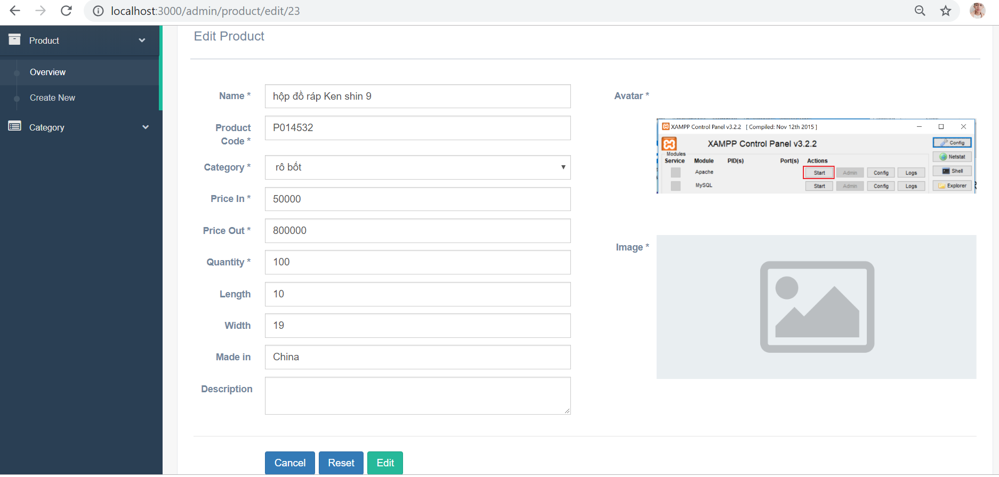 localhost:3000/admin/product/edit/23
Product
Overview
Create New
Category
Edit Product
Name *
hộp đồ ráp Ken shin 9
Product
Code *
P014532
Category *
rô bốt
Price In *
50000
Price Out *
800000
Quantity *
100
Length
10
Width
19
Made in
China
Description
Cancel
Reset
Edit
Avatar *
XAMPP Control Panel v3.2.2 [ Compiled: Nov 12th 2015 ]
XAMPP Control Panel v3.2.2
Config
Modules
Service Module PID(s) Port(s) Actions
Netstat
Apache Start Admin Config Logs
Shell
MySQL Start Admin Config Logs
Explorer
Image *